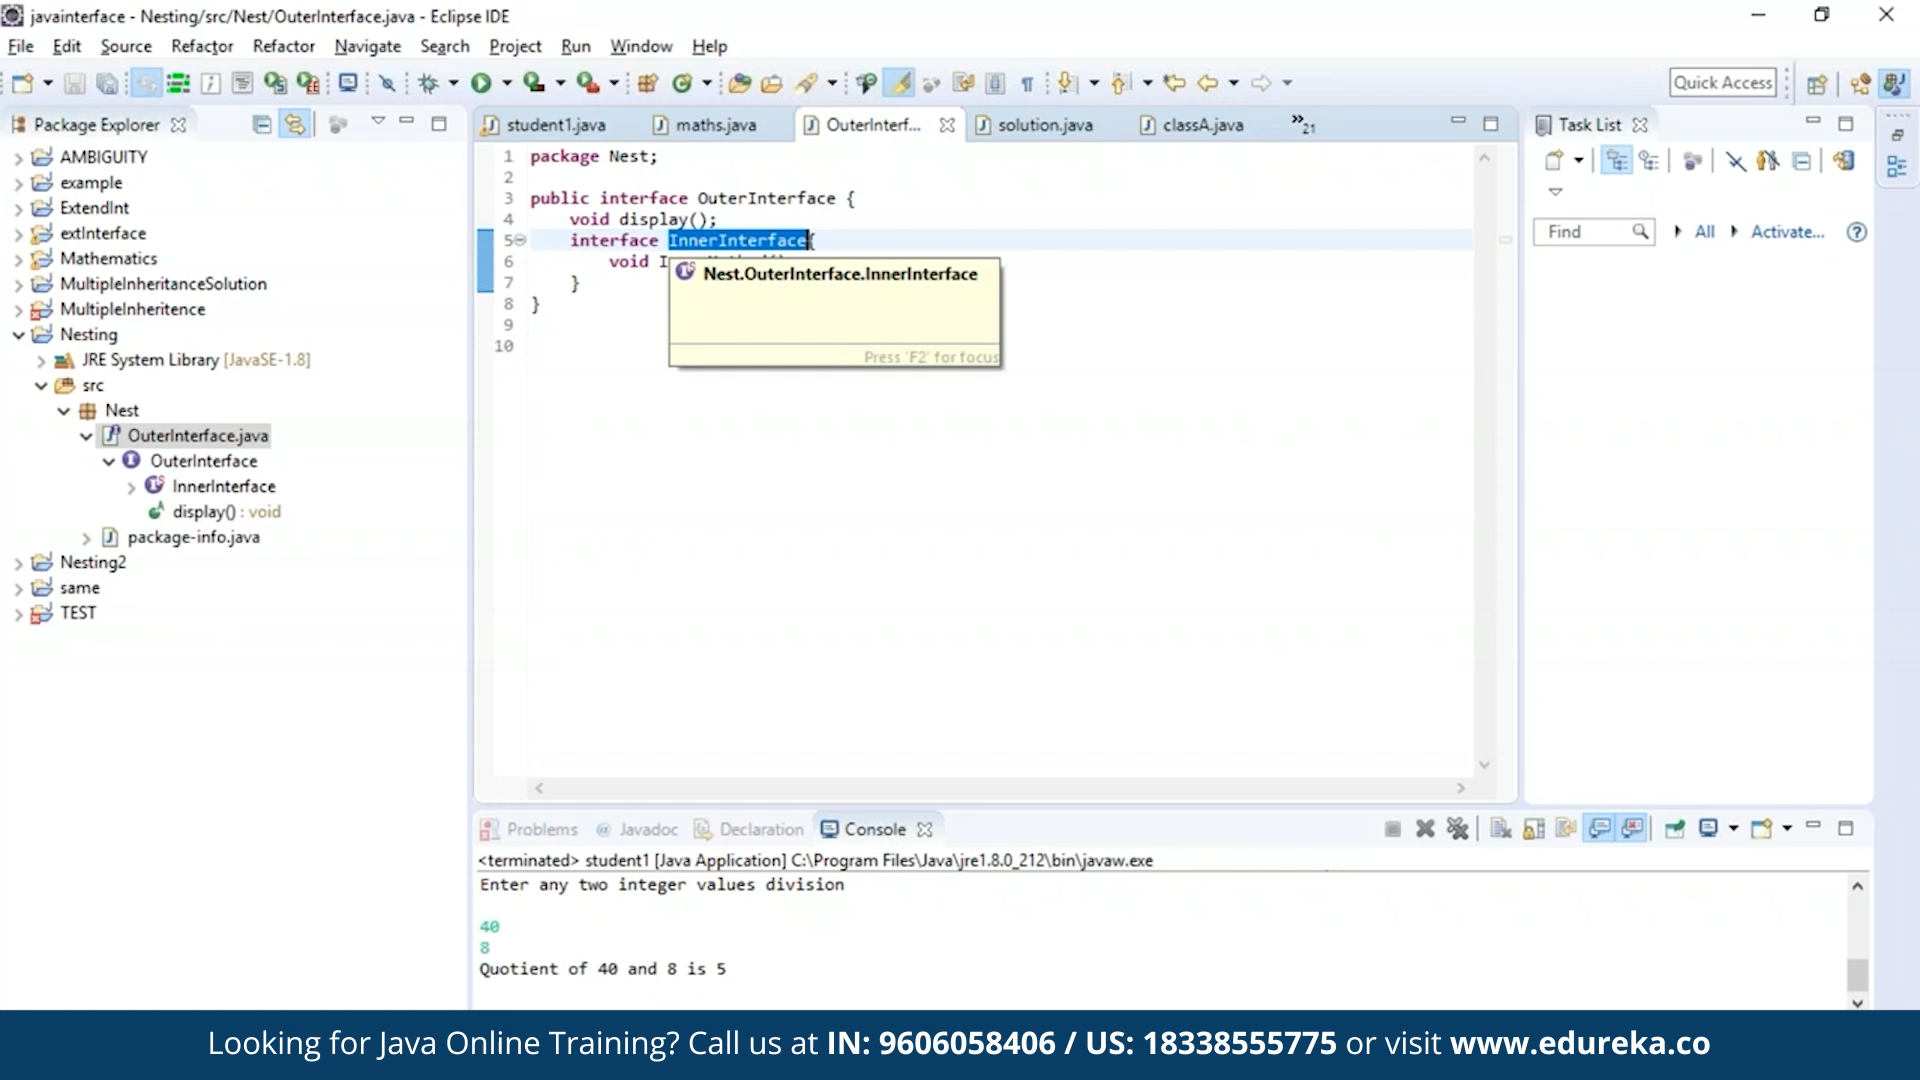 javainterface - Nesting/src/Nest/OuterInterface.java - Eclipse IDE
File Edit Source Refactor Refactor Navigate Search Project Run Window Help
Quick Access
Package Explorer
AMBIGUITY
example
ExtendInt
extInterface
Mathematics
MultipleInheritanceSolution
MultipleInheritence
Nesting
JRE System Library [JavaSE-1.8]
src
Nest
OuterInterface.java
OuterInterface
InnerInterface
display() : void
package-info.java
Nesting2
same
TEST
student1.java maths.java OuterInterf... solution.java classA.java »21
1 package Nest;
2
3 public interface OuterInterface {
4 void display();
5 interface InnerInterface{
6 void
7 }
8 }
9
10
Nest.OuterInterface.InnerInterface
Press 'F2' for focus
Task List
Find All Activate...
Problems Javadoc Declaration Console
<terminated> student1 [Java Application] C:\Program Files\Java\jre1.8.0_212\bin\javaw.exe
Enter any two integer values division
40
8
Quotient of 40 and 8 is 5
Looking for Java Online Training? Call us at IN: 9606058406 / US: 18338555775 or visit www.edureka.co